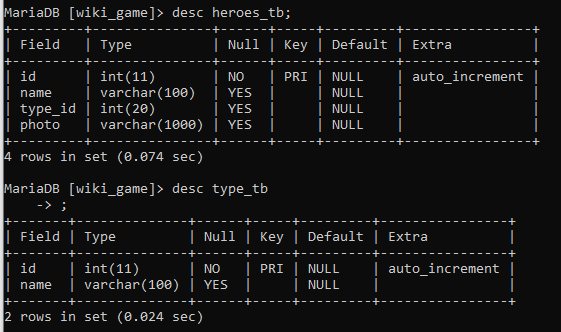 MariaDB [wiki_game]> desc heroes_tb;
+---------+---------------+------+-----+---------+----------------+
| Field   | Type          | Null | Key | Default | Extra          |
+---------+---------------+------+-----+---------+----------------+
| id      | int(11)       | NO   | PRI | NULL    | auto_increment |
| name    | varchar(100)  | YES  |     | NULL    |                |
| type_id | int(20)       | YES  |     | NULL    |                |
| photo   | varchar(1000) | YES  |     | NULL    |                |
+---------+---------------+------+-----+---------+----------------+
4 rows in set (0.074 sec)
MariaDB [wiki_game]> desc type_tb
    -> ;
+-------+--------------+------+-----+---------+----------------+
| Field | Type         | Null | Key | Default | Extra          |
+-------+--------------+------+-----+---------+----------------+
| id    | int(11)      | NO   | PRI | NULL    | auto_increment |
| name  | varchar(100) | YES  |     | NULL    |                |
+-------+--------------+------+-----+---------+----------------+
2 rows in set (0.024 sec)